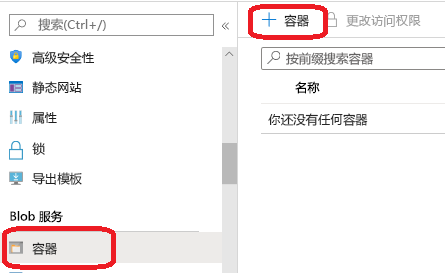 搜索(Ctrl+/)
«
高级安全性
静态网站
属性
锁
导出模板
Blob 服务
容器
+ 容器
更改访问权限
按前缀搜索容器
名称
你还没有任何容器